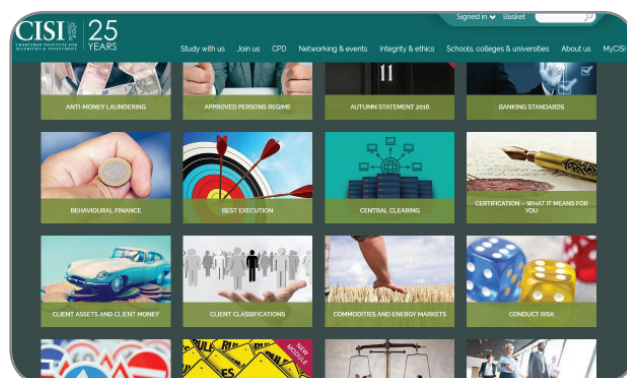 Signed in Basket
CISI
CHARTERED INSTITUTE FOR
SECURITIES & INVESTMENT
25
YEARS
Study with us Join us CPD Networking & events Integrity & ethics Schools, colleges & universities About us MyCISI
11
ANTI-MONEY LAUNDERING
APPROVED PERSONS REGIME
AUTUMN STATEMENT 2016
BANKING STANDARDS
BEHAVIOURAL FINANCE
BEST EXECUTION
CENTRAL CLEARING
CERTIFICATION – WHAT IT MEANS FOR
YOU
CLIENT ASSETS AND CLIENT MONEY
CLIENT CLASSIFICATIONS
COMMODITIES AND ENERGY MARKETS
CONDUCT RISK
NEW
MODULE